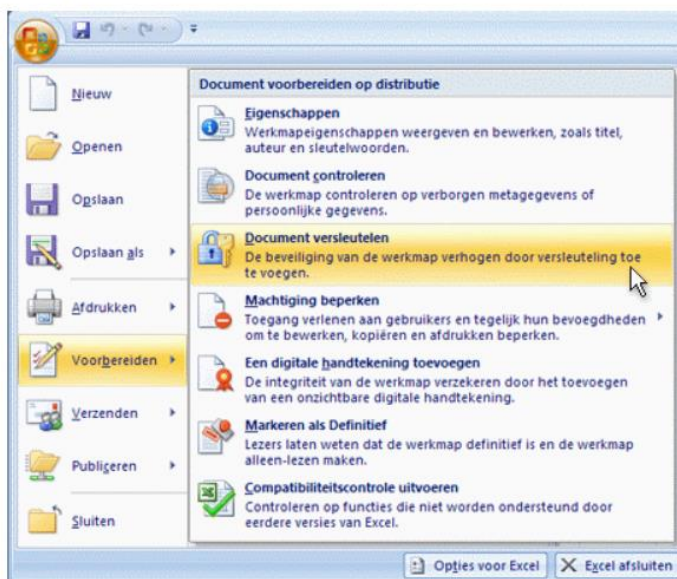 Nieuw
Openen
Opslaan
Opslaan als
Afdrukken
Voorbereiden
Verzenden
Publiceren
Sluiten
Document voorbereiden op distributie
Eigenschappen
Werkmapeigenschappen weergeven en bewerken, zoals titel,
auteur en sleutelwoorden.
Document controleren
De werkmap controleren op verborgen metagegevens of
persoonlijke gegevens.
Document versleutelen
De beveiliging van de werkmap verhogen door versleuteling toe
te voegen.
Machtiging beperken
Toegang verlenen aan gebruikers en tegelijk hun bevoegdheden
om te bewerken, kopiëren en afdrukken beperken.
Een digitale handtekening toevoegen
De integriteit van de werkmap verzekeren door het toevoegen
van een onzichtbare digitale handtekening.
Markeren als Definitief
Lezers laten weten dat de werkmap definitief is en de werkmap
alleen-lezen maken.
Compatibiliteitscontrole uitvoeren
Controleren op functies die niet worden ondersteund door
eerdere versies van Excel.
Opties voor Excel
Excel afsluiten